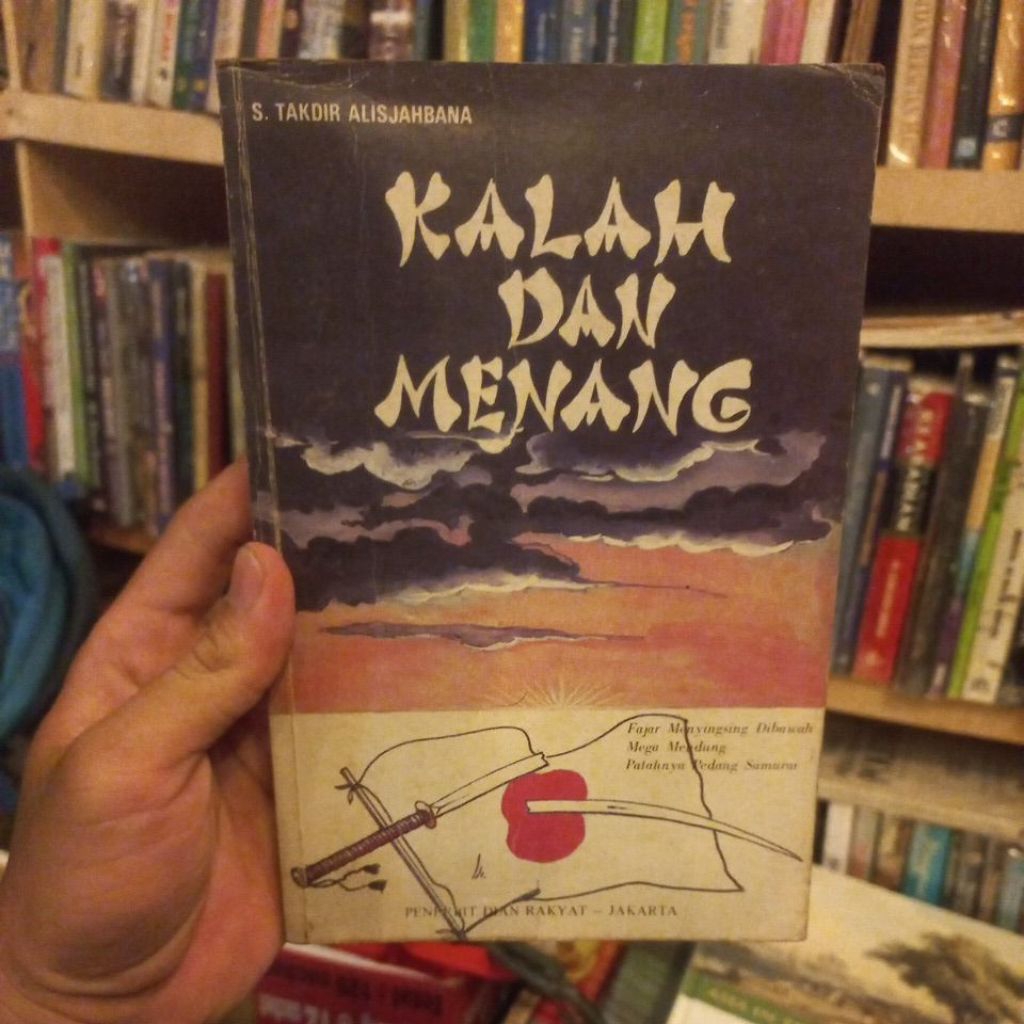 S. TAKDIR ALISJAHBANA
KALAH
DAN
MENANG
Fajar Menyingsing Dibawah
Mega Mendung
Patahnya Pedang Samurai
PENERBIT DIAN RAKYAT – JAKARTA